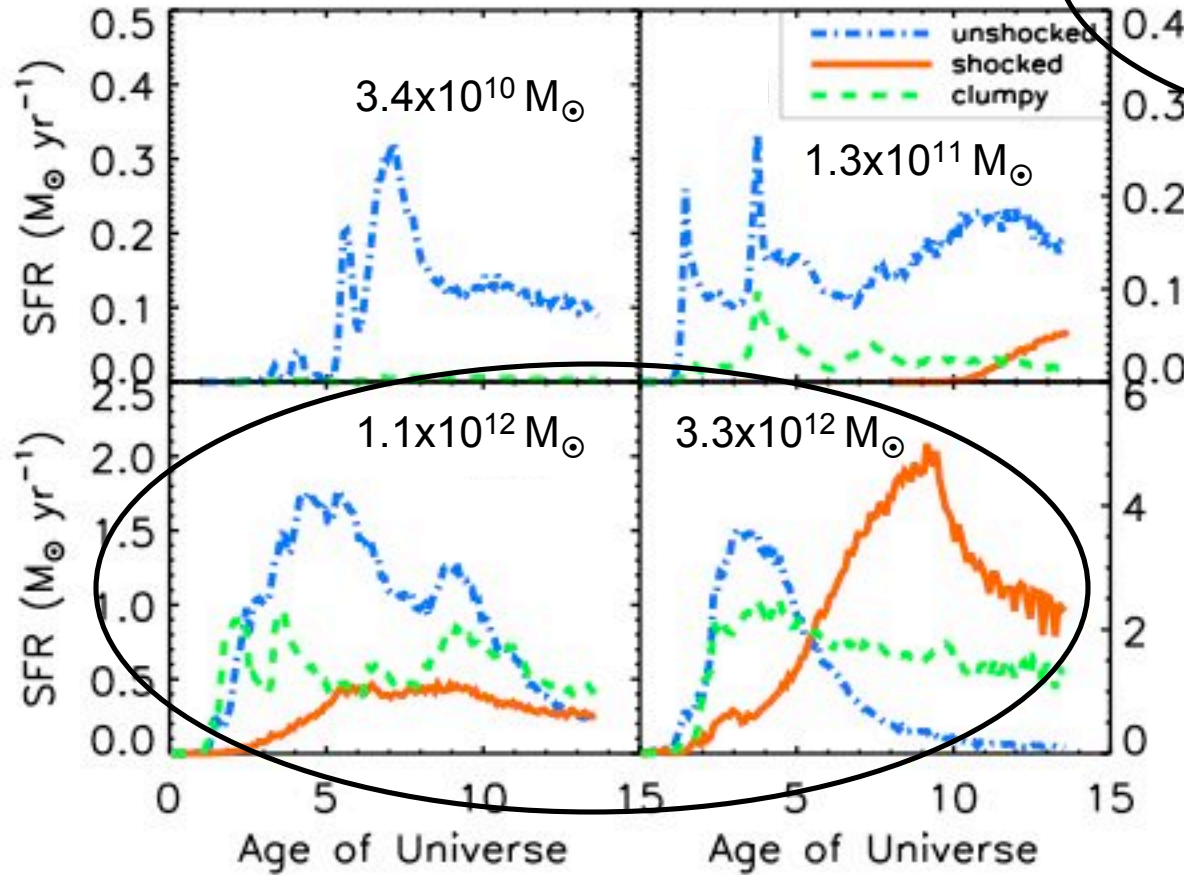 0.5
0.4
0.3
0.2
0.1
0.0
SFR (M⊙ yr⁻¹)
3.4x10¹⁰ M⊙
unshocked
shocked
clumpy
1.3x10¹¹ M⊙
0.4
0.3
0.2
0.1
0.0
2.5
2.0
1.5
1.0
0.5
0.0
SFR (M⊙ yr⁻¹)
1.1x10¹² M⊙
3.3x10¹² M⊙
6
4
2
0
0 5 10 15 5 10 15
Age of Universe Age of Universe